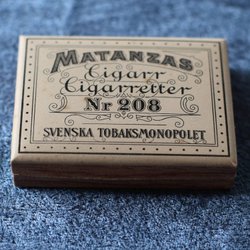 MATANZAS
Cigarr
Cigarretter
Nr 208
SVENSKA TOBAKSMONOPOLET